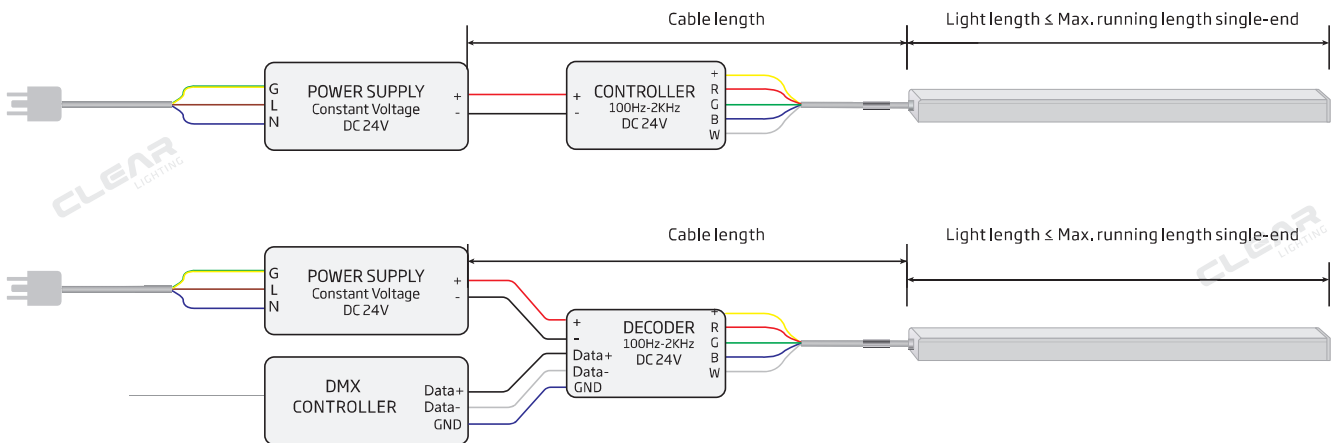 Cable length
Light length ≤ Max. running length single-end
G
L
N
POWER SUPPLY
Constant Voltage
DC 24V
+
-
+
-
CONTROLLER
100Hz-2KHz
DC 24V
+
R
G
B
W
CLEAR
LIGHTING
Cable length
Light length ≤ Max. running length single-end
G
L
N
POWER SUPPLY
Constant Voltage
DC 24V
+
-
+
-
Data+
Data-
GND
DECODER
100Hz-2KHz
DC 24V
+
R
G
B
W
CLEAR
LIGHTING
DMX
CONTROLLER
Data+
Data-
GND